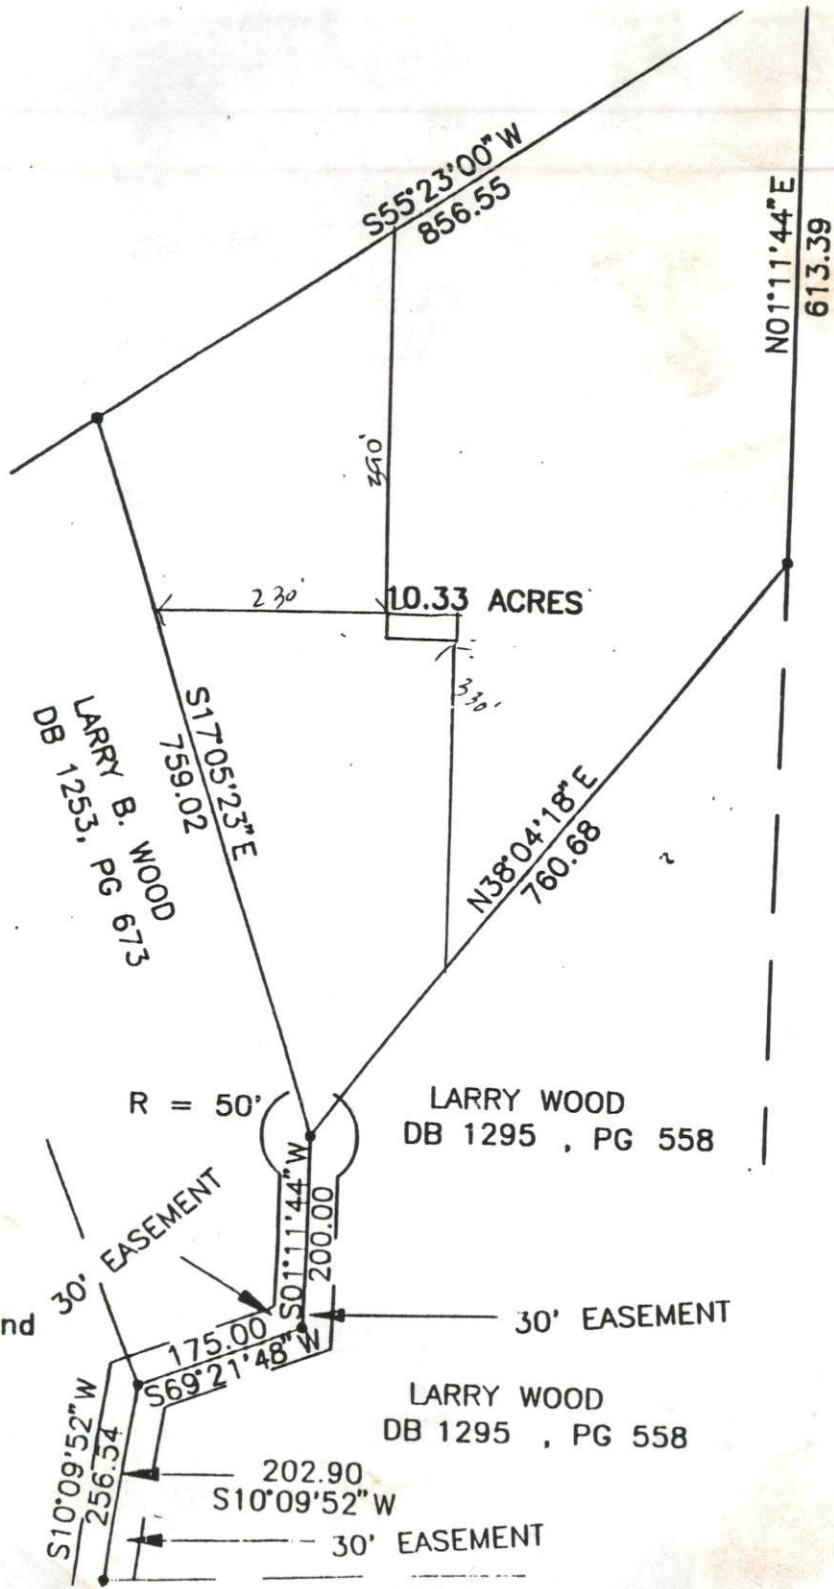 S55°23'00"W
856.55
N01°11'44"E
613.39
230'
10.33 ACRES
330'
S17°05'23"E
759.02
LARRY B. WOOD
DB 1253, PG 673
N38°04'18"E
760.68
R = 50'
LARRY WOOD
DB 1295 , PG 558
S01°11'44"W
200.00
30' EASEMENT
nd
30' EASEMENT
175.00
S69°21'48"W
LARRY WOOD
DB 1295 , PG 558
S10°09'52"W
256.54
202.90
S10°09'52"W
30' EASEMENT